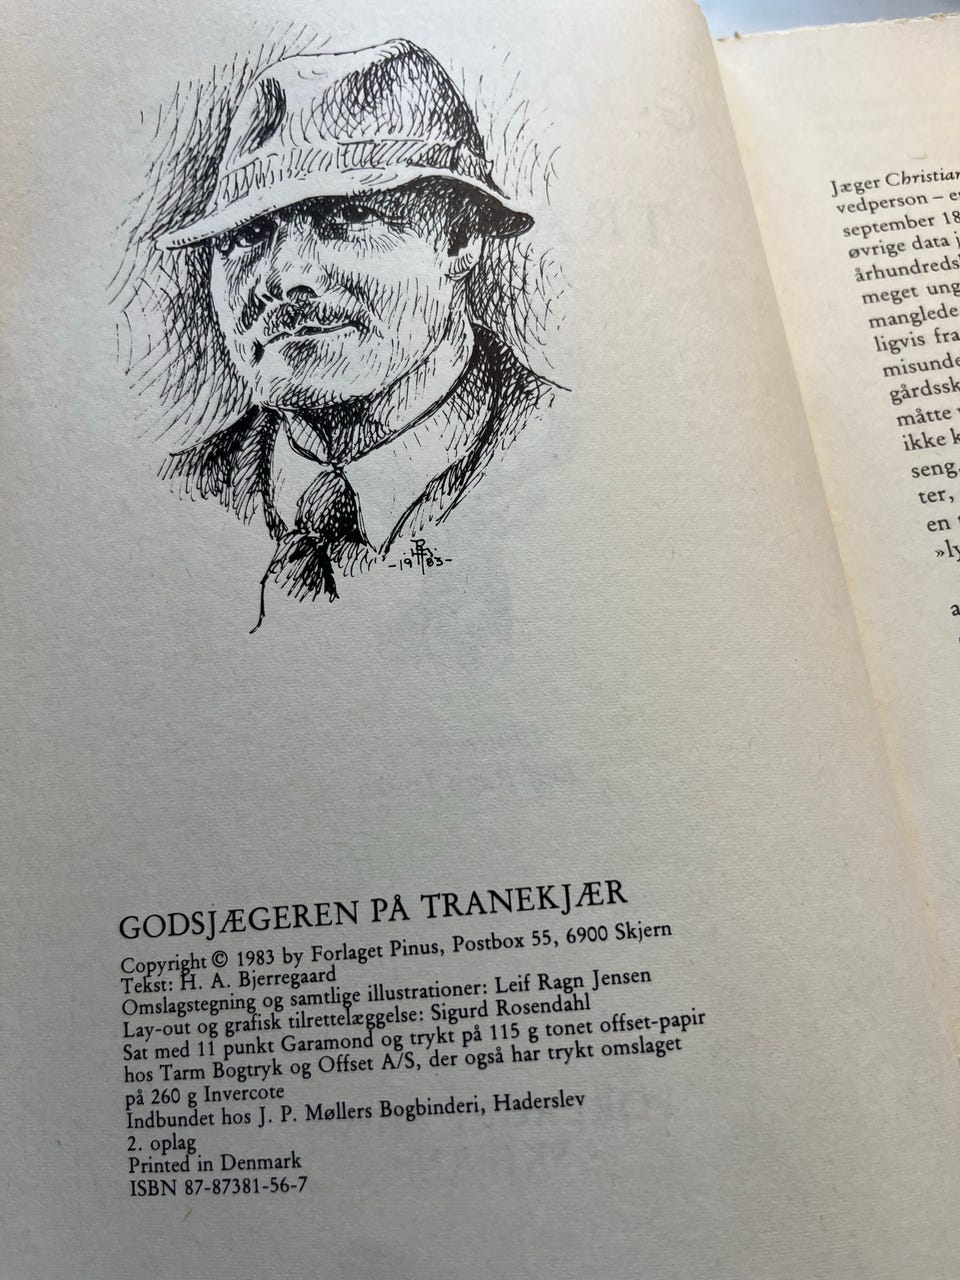 -19 83-
GODSJÆGEREN PÅ TRANEKJÆR
Copyright © 1983 by Forlaget Pinus, Postbox 55, 6900 Skjern
Tekst: H. A. Bjerregaard
Omslagstegning og samtlige illustrationer: Leif Ragn Jensen
Lay-out og grafisk tilrettelæggelse: Sigurd Rosendahl
Sat med 11 punkt Garamond og trykt på 115 g tonet offset-papir
hos Tarm Bogtryk og Offset A/S, der også har trykt omslaget
på 260 g Invercote
Indbundet hos J. P. Møllers Bogbinderi, Haderslev
2. oplag
Printed in Denmark
ISBN 87-87381-56-7
Jæger Christian
vedperson – e
september 18
øvrige data j
århundreds
meget ung
manglede
ligvis fra
misunde
gårdssk
måtte
ikke k
seng,
ter,
en
»ly
a